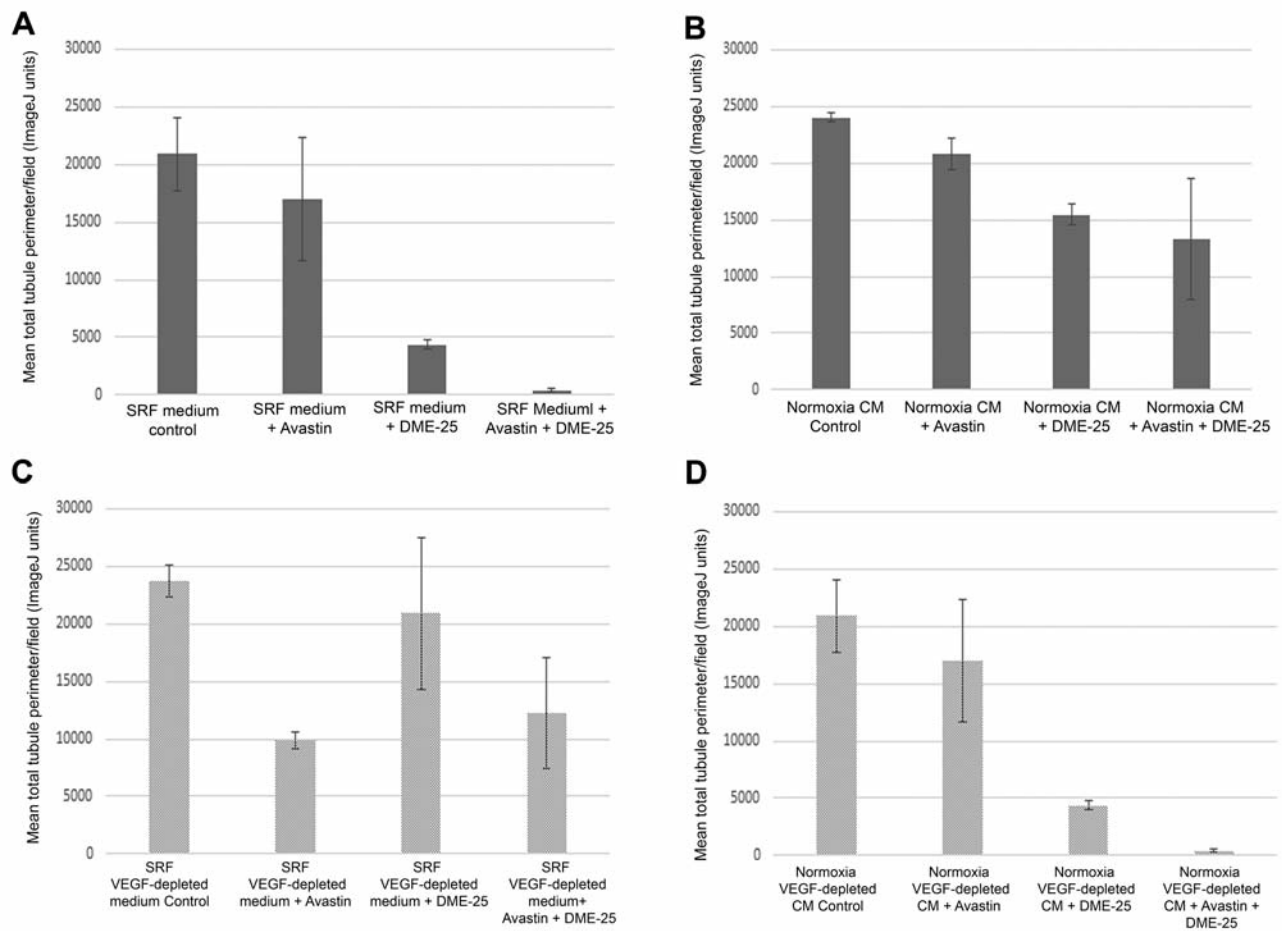 A
Mean total tubule perimeter/field (ImageJ units)
30000
25000
20000
15000
10000
5000
0
SRF medium
control
SRF medium
+ Avastin
SRF medium
+ DME-25
SRF Mediuml +
Avastin + DME-25
B
Mean total tubule perimeter/field (ImageJ units)
30000
25000
20000
15000
10000
5000
0
Normoxia CM
Control
Normoxia CM
+ Avastin
Normoxia CM
+ DME-25
Normoxia CM
+ Avastin + DME-25
C
Mean total tubule perimeter/field (ImageJ units)
30000
25000
20000
15000
10000
5000
0
SRF
VEGF-depleted
medium Control
SRF
VEGF-depleted
medium + Avastin
SRF
VEGF-depleted
medium + DME-25
SRF
VEGF-depleted
medium+
Avastin + DME-25
D
Mean total tubule perimeter/field (ImageJ units)
30000
25000
20000
15000
10000
5000
0
Normoxia
VEGF-depleted
CM Control
Normoxia
VEGF-depleted
CM + Avastin
Normoxia
VEGF-depleted
CM + DME-25
Normoxia
VEGF-depleted
CM + Avastin +
DME-25